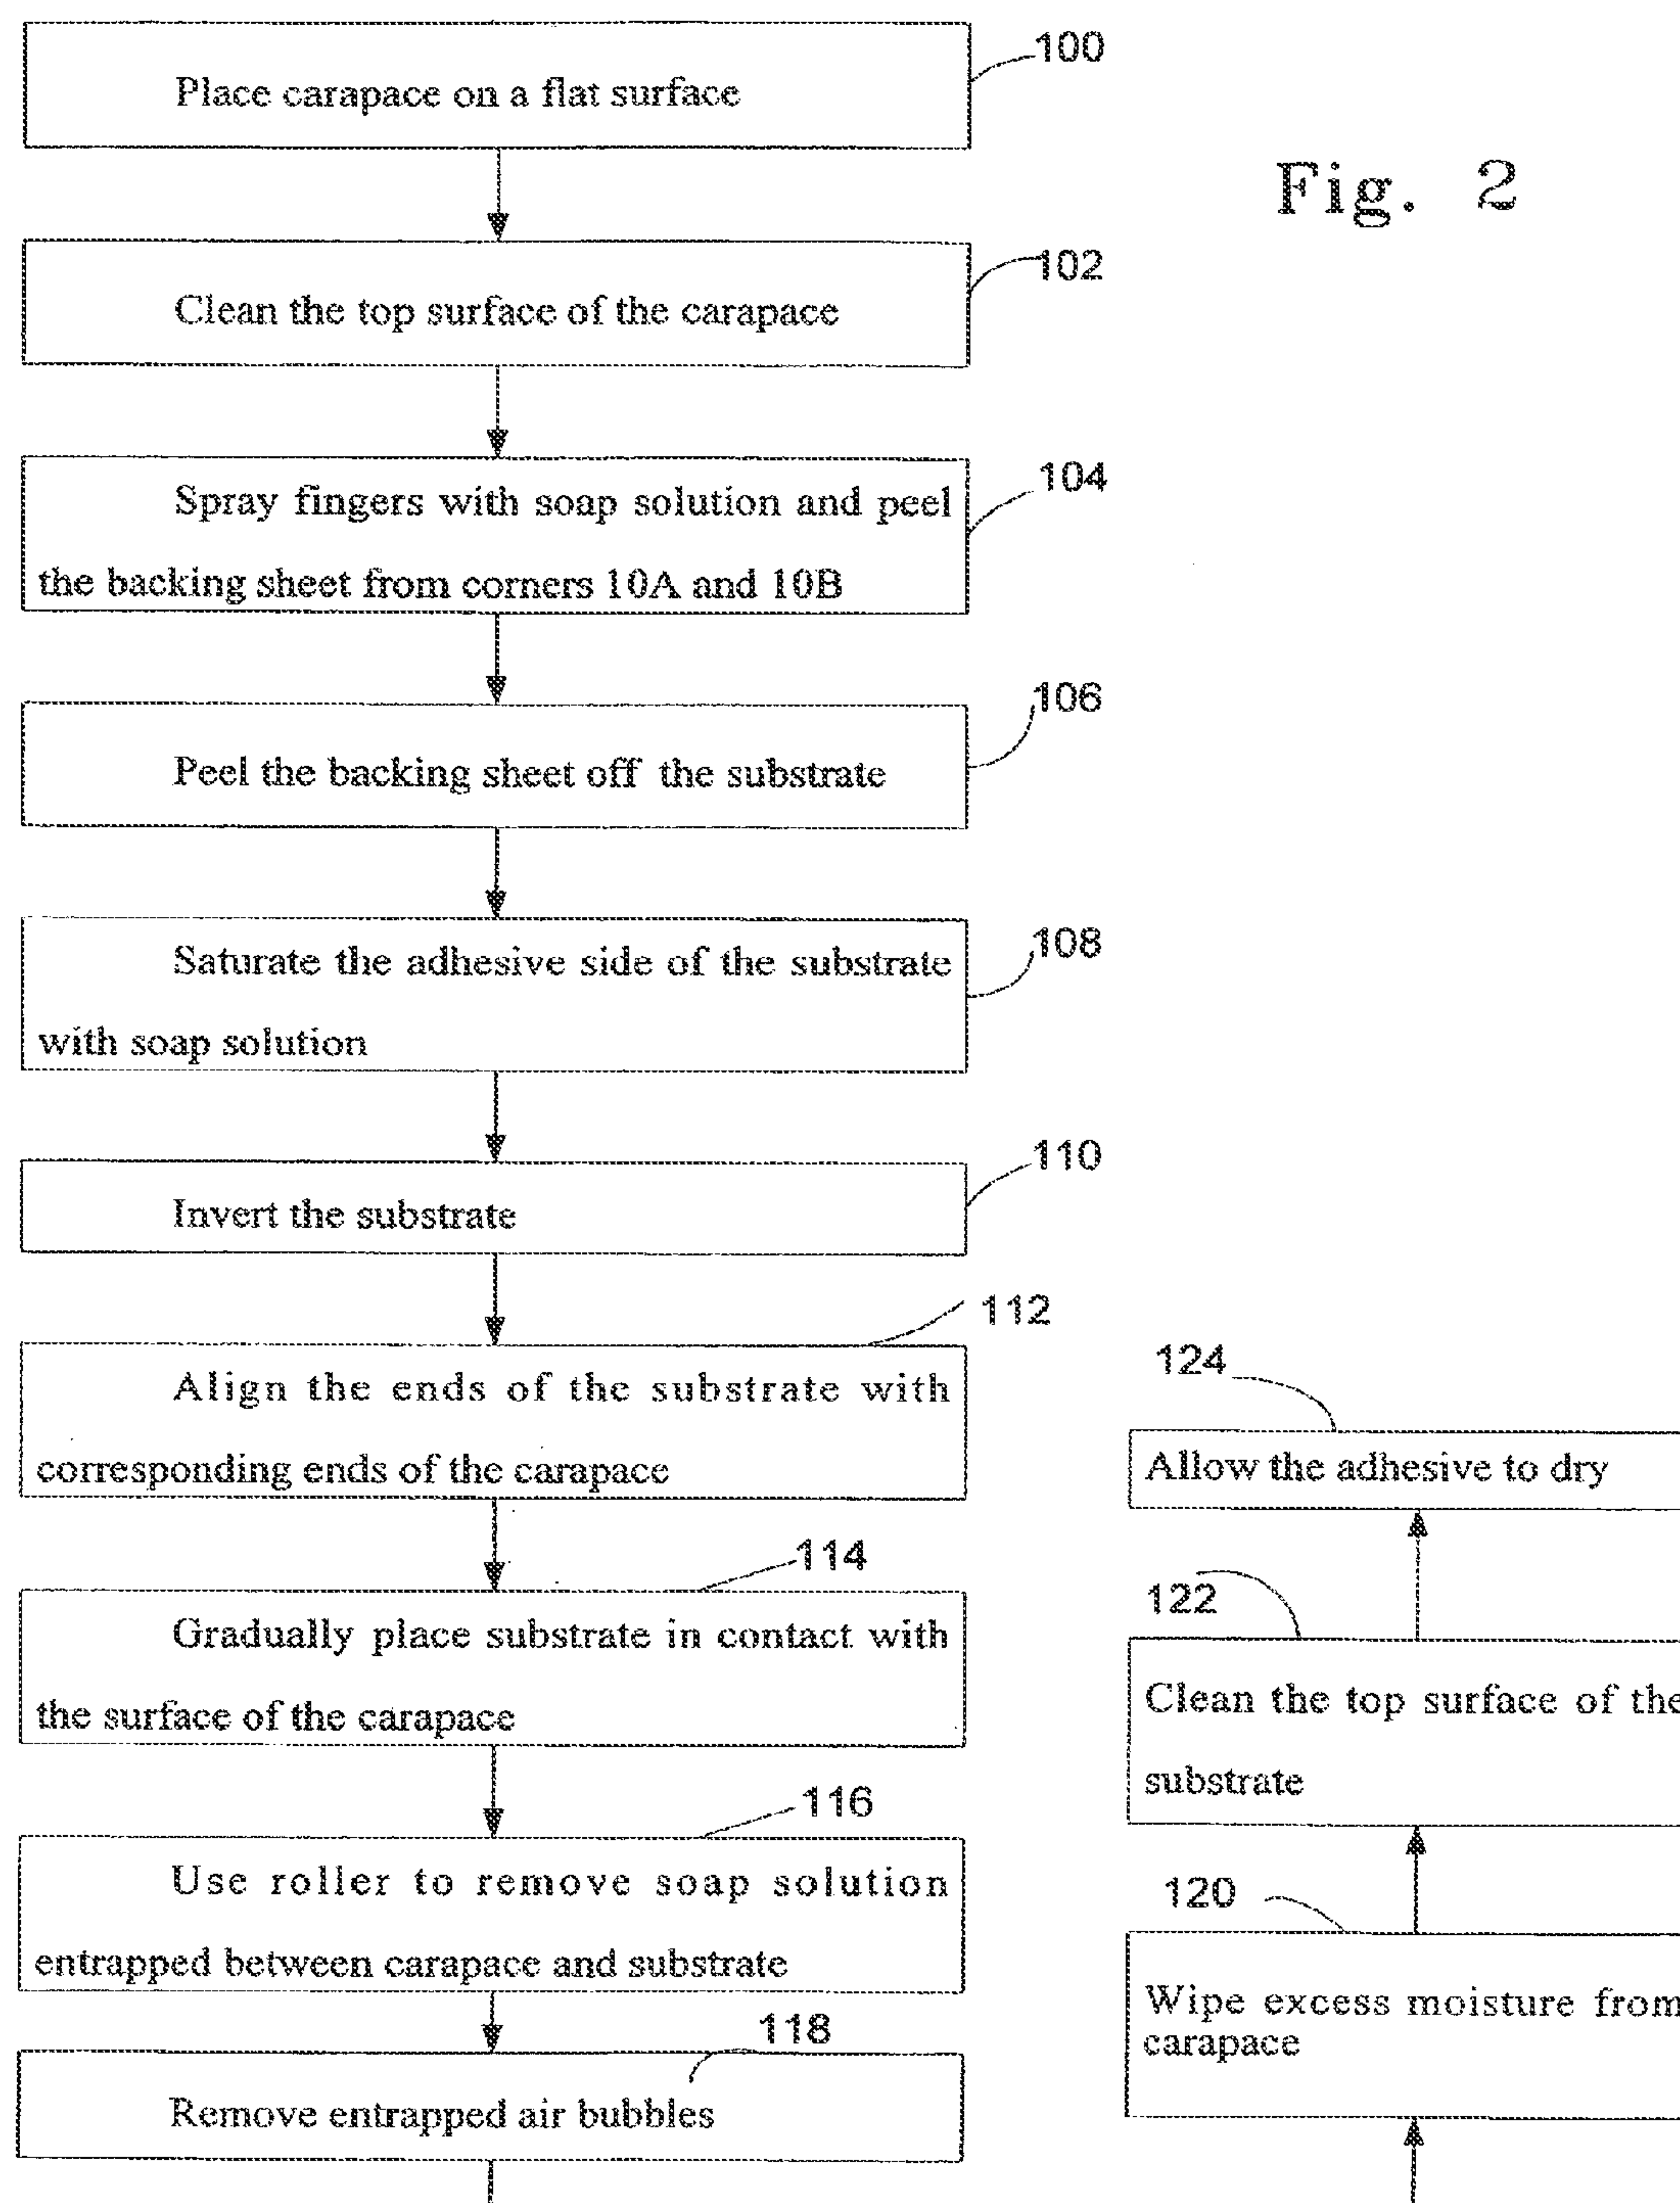 100
Place carapace on a flat surface
Fig. 2
102
Clean the top surface of the carapace
104
Spray fingers with soap solution and peel
the backing sheet from corners 10A and 10B
106
Peel the backing sheet off the substrate
108
Saturate the adhesive side of the substrate
with soap solution
110
Invert the substrate
112
Align the ends of the substrate with
corresponding ends of the carapace
114
Gradually place substrate in contact with
the surface of the carapace
116
Use roller to remove soap solution
entrapped between carapace and substrate
118
Remove entrapped air bubbles
120
Wipe excess moisture from
carapace
122
Clean the top surface of the
substrate
124
Allow the adhesive to dry